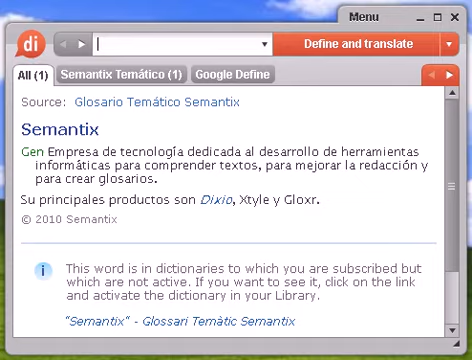 Menu
di
Define and translate
All (1)
Semantix Temático (1)
Google Define
Source: Glosario Temático Semantix
Semantix
Gen Empresa de tecnología dedicada al desarrollo de herramientas
informáticas para comprender textos, para mejorar la redacción y
para crear glosarios.
Su principales productos son Dixio, Xtyle y Gloxr.
© 2010 Semantix
i
This word is in dictionaries to which you are subscribed but
which are not active. If you want to see it, click on the link
and activate the dictionary in your Library.
"Semantix" - Glossari Temàtic Semantix